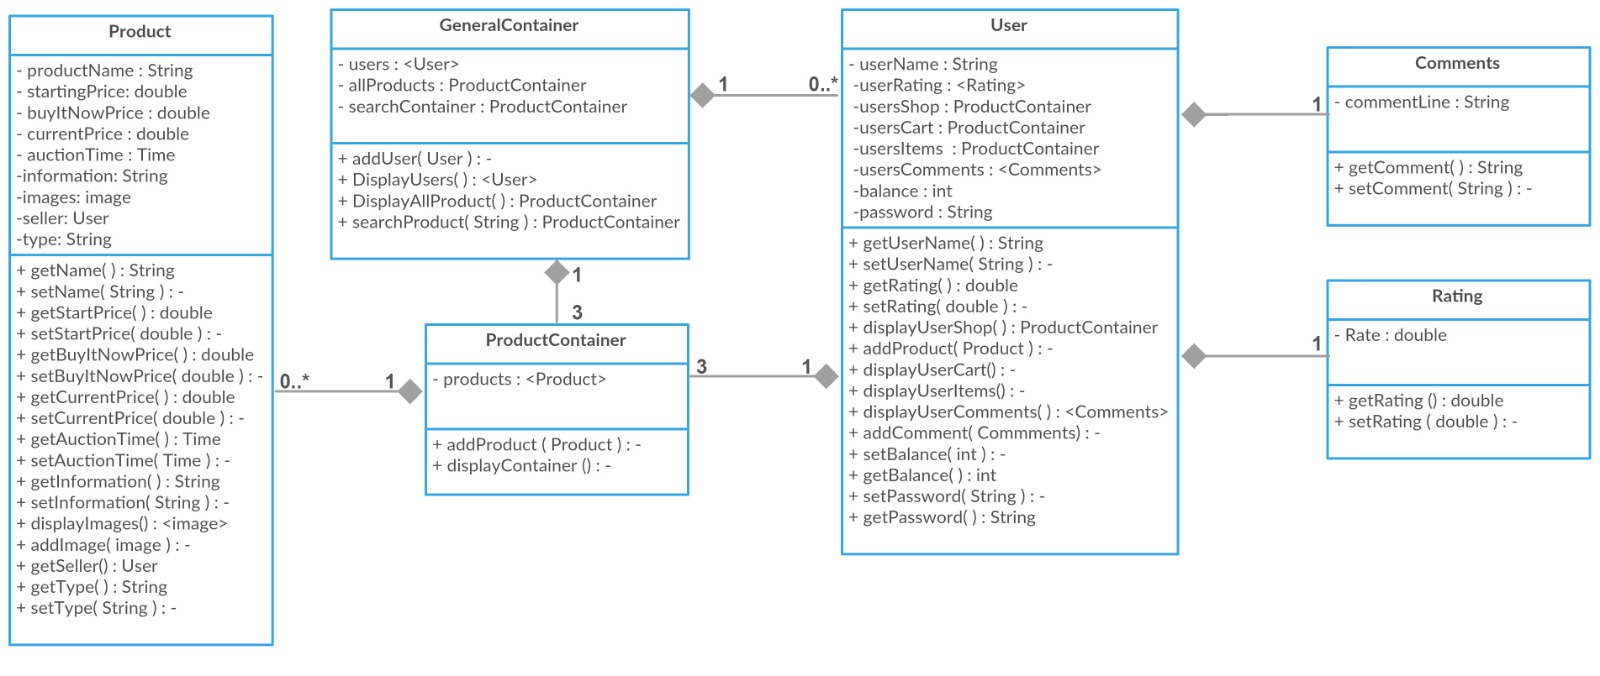 Product
- productName : String
- startingPrice: double
- buyItNowPrice : double
- currentPrice : double
- auctionTime : Time
-information: String
-images: image
-seller: User
-type: String
+ getName( ) : String
+ setName( String ) : -
+ getStartPrice( ) : double
+ setStartPrice( double ) : -
+ getBuyItNowPrice( ) : double
+ setBuyItNowPrice( double ) : -
+ getCurrentPrice( ) : double
+ setCurrentPrice( double ) : -
+ getAuctionTime( ) : Time
+ setAuctionTime( Time ) : -
+ getInformation( ) : String
+ setInformation( String ) : -
+ displayImages() : <image>
+ addImage( image ) : -
+ getSeller() : User
+ getType( ) : String
+ setType( String ) : -
GeneralContainer
- users : <User>
- allProducts : ProductContainer
- searchContainer : ProductContainer
+ addUser( User ) : -
+ DisplayUsers( ) : <User>
+ DisplayAllProduct( ) : ProductContainer
+ searchProduct( String ) : ProductContainer
1
0..*
1
3
ProductContainer
- products : <Product>
+ addProduct ( Product ) : -
+ displayContainer () : -
0..*
1
3
1
User
- userName : String
-userRating : <Rating>
-usersShop : ProductContainer
-usersCart : ProductContainer
-usersItems : ProductContainer
-usersComments : <Comments>
-balance : int
-password : String
+ getUserName( ) : String
+ setUserName( String ) : -
+ getRating( ) : double
+ setRating( double ) : -
+ displayUserShop( ) : ProductContainer
+ addProduct( Product ) : -
+ displayUserCart() : -
+ displayUserItems() : -
+ displayUserComments( ) : <Comments>
+ addComment( Commments) : -
+ setBalance( int ) : -
+ getBalance( ) : int
+ setPassword( String ) : -
+ getPassword( ) : String
1
Comments
- commentLine : String
+ getComment( ) : String
+ setComment( String ) : -
1
Rating
- Rate : double
+ getRating () : double
+ setRating ( double ) : -